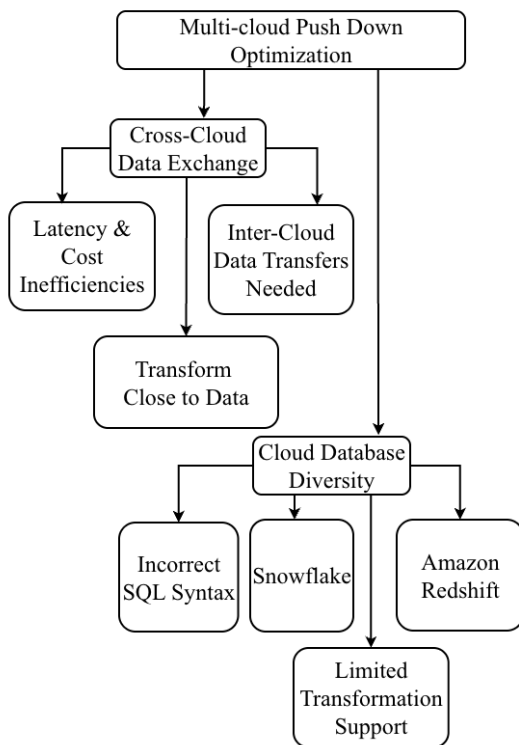 Multi-cloud Push Down
Optimization
Cross-Cloud
Data Exchange
Latency &
Cost
Inefficiencies
Inter-Cloud
Data Transfers
Needed
Transform
Close to Data
Cloud Database
Diversity
Incorrect
SQL Syntax
Snowflake
Amazon
Redshift
Limited
Transformation
Support